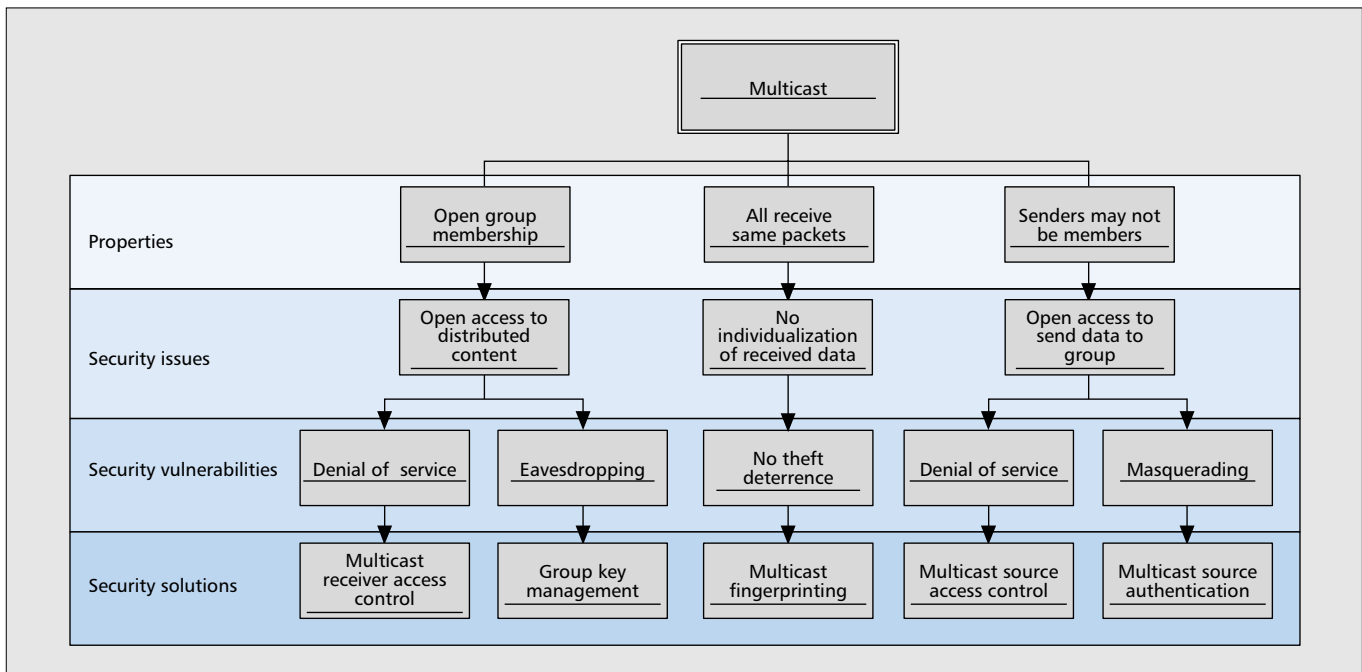 Multicast
Properties
Open group
membership
All receive
same packets
Senders may not
be members
Security issues
Open access to
distributed
content
No
individualization
of received data
Open access to
send data to
group
Security vulnerabilities
Denial of service
Eavesdropping
No theft
deterrence
Denial of service
Masquerading
Security solutions
Multicast
receiver access
control
Group key
management
Multicast
fingerprinting
Multicast source
access control
Multicast source
authentication